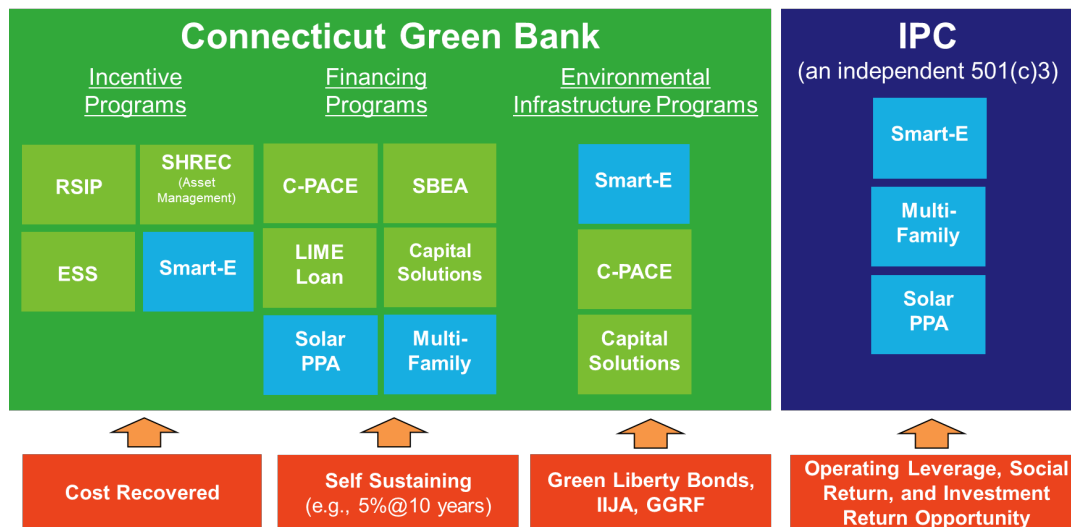 Connecticut Green Bank
Incentive
Programs
Financing
Programs
Environmental
Infrastructure Programs
RSIP
SHREC
(Asset
Management)
ESS
Smart-E
C-PACE
SBEA
LIME
Loan
Capital
Solutions
Solar
PPA
Multi-
Family
Smart-E
C-PACE
Capital
Solutions
IPC
(an independent 501(c)3)
Smart-E
Multi-
Family
Solar
PPA
Cost Recovered
Self Sustaining
(e.g., 5%@10 years)
Green Liberty Bonds,
IIJA, GGRF
Operating Leverage, Social
Return, and Investment
Return Opportunity